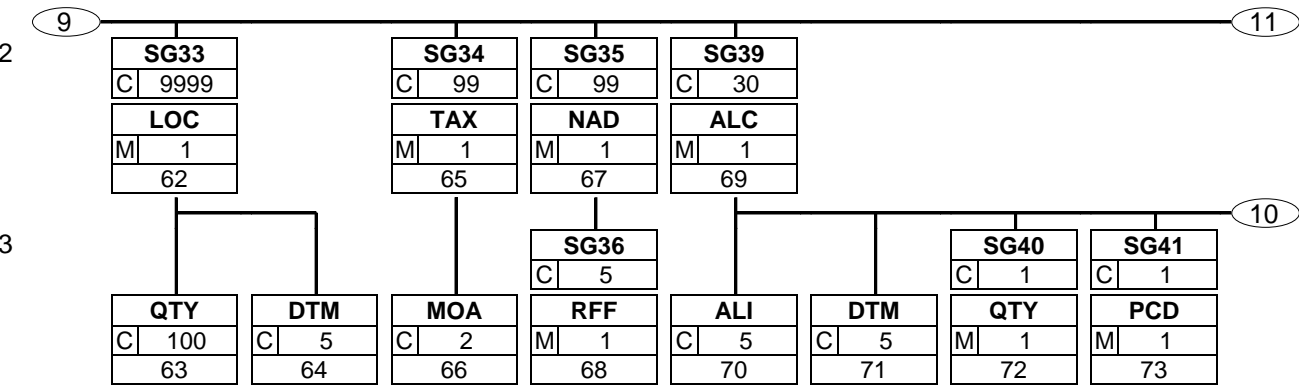 9 11
2 SG33 SG34 SG35 SG39
C 9999 C 99 C 99 C 30
LOC TAX NAD ALC
M 1 M 1 M 1 M 1
62 65 67 69
10
3 SG36 SG40 SG41
C 5 C 1 C 1
QTY DTM MOA RFF ALI DTM QTY PCD
C 100 C 5 C 2 M 1 C 5 C 5 M 1 M 1
63 64 66 68 70 71 72 73